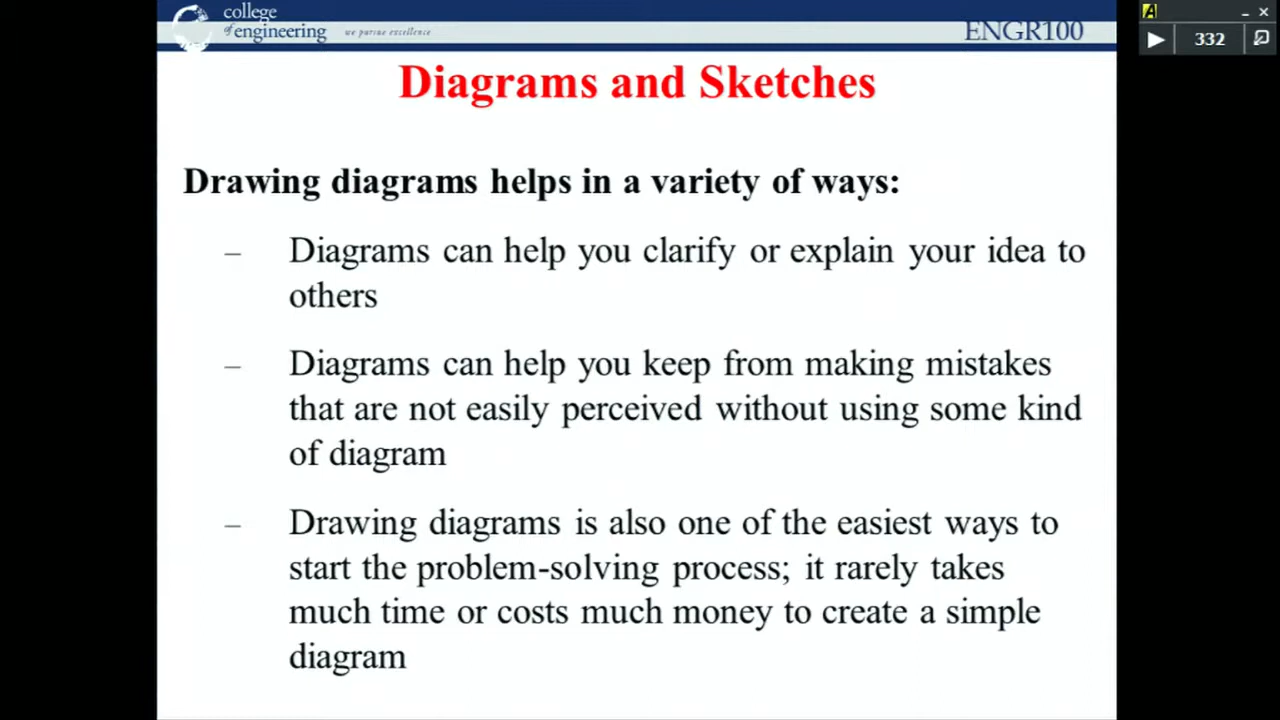 college
of engineering
we pursue excellence
ENGR100
A
332
Diagrams and Sketches
Drawing diagrams helps in a variety of ways:
– Diagrams can help you clarify or explain your idea to
others
– Diagrams can help you keep from making mistakes
that are not easily perceived without using some kind
of diagram
– Drawing diagrams is also one of the easiest ways to
start the problem-solving process; it rarely takes
much time or costs much money to create a simple
diagram